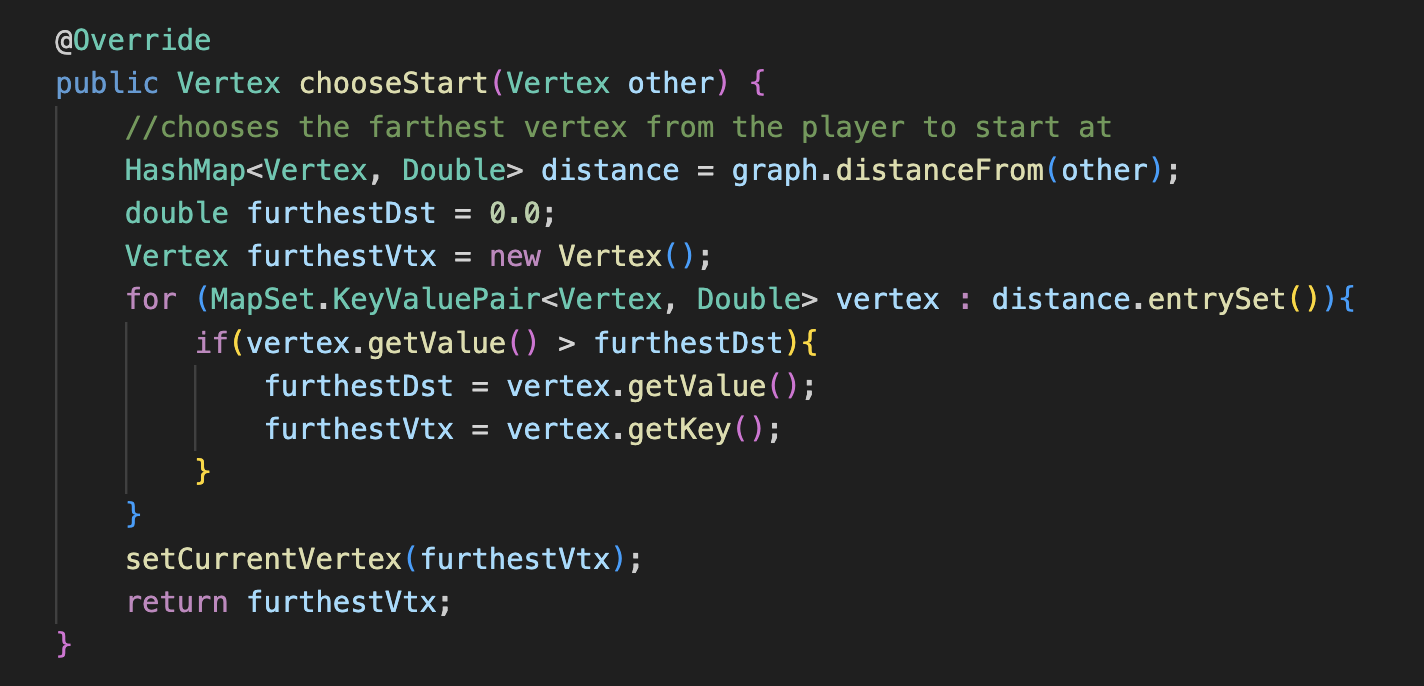 @Override
public Vertex chooseStart(Vertex other) {
    //chooses the farthest vertex from the player to start at
    HashMap<Vertex, Double> distance = graph.distanceFrom(other);
    double furthestDst = 0.0;
    Vertex furthestVtx = new Vertex();
    for (MapSet.KeyValuePair<Vertex, Double> vertex : distance.entrySet()){
        if(vertex.getValue() > furthestDst){
            furthestDst = vertex.getValue();
            furthestVtx = vertex.getKey();
        }
    }
    setCurrentVertex(furthestVtx);
    return furthestVtx;
}